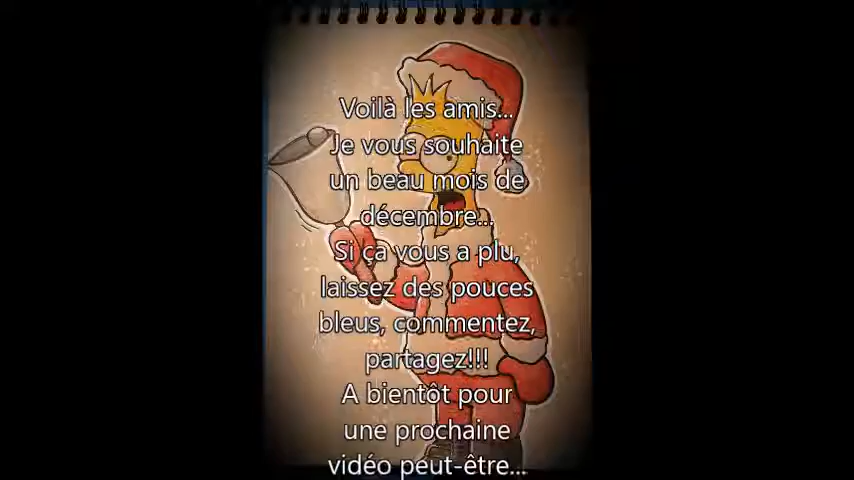 Voilà les amis...
Je vous souhaite
un beau mois de
décembre...
Si ça vous a plu,
laissez des pouces
bleus, commentez,
partagez!!!
A bientôt pour
une prochaine
vidéo peut-être...